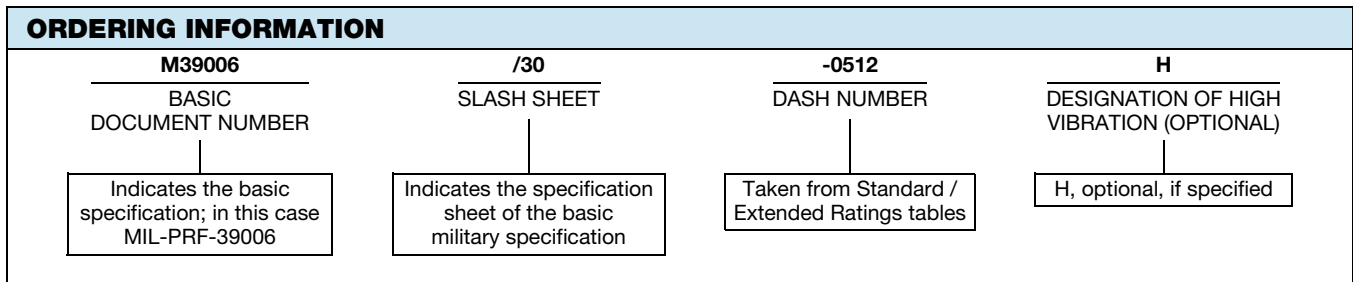 ORDERING INFORMATION
M39006
BASIC
DOCUMENT NUMBER
Indicates the basic
specification; in this case
MIL-PRF-39006
/30
SLASH SHEET
Indicates the specification
sheet of the basic
military specification
-0512
DASH NUMBER
Taken from Standard /
Extended Ratings tables
H
DESIGNATION OF HIGH
VIBRATION (OPTIONAL)
H, optional, if specified